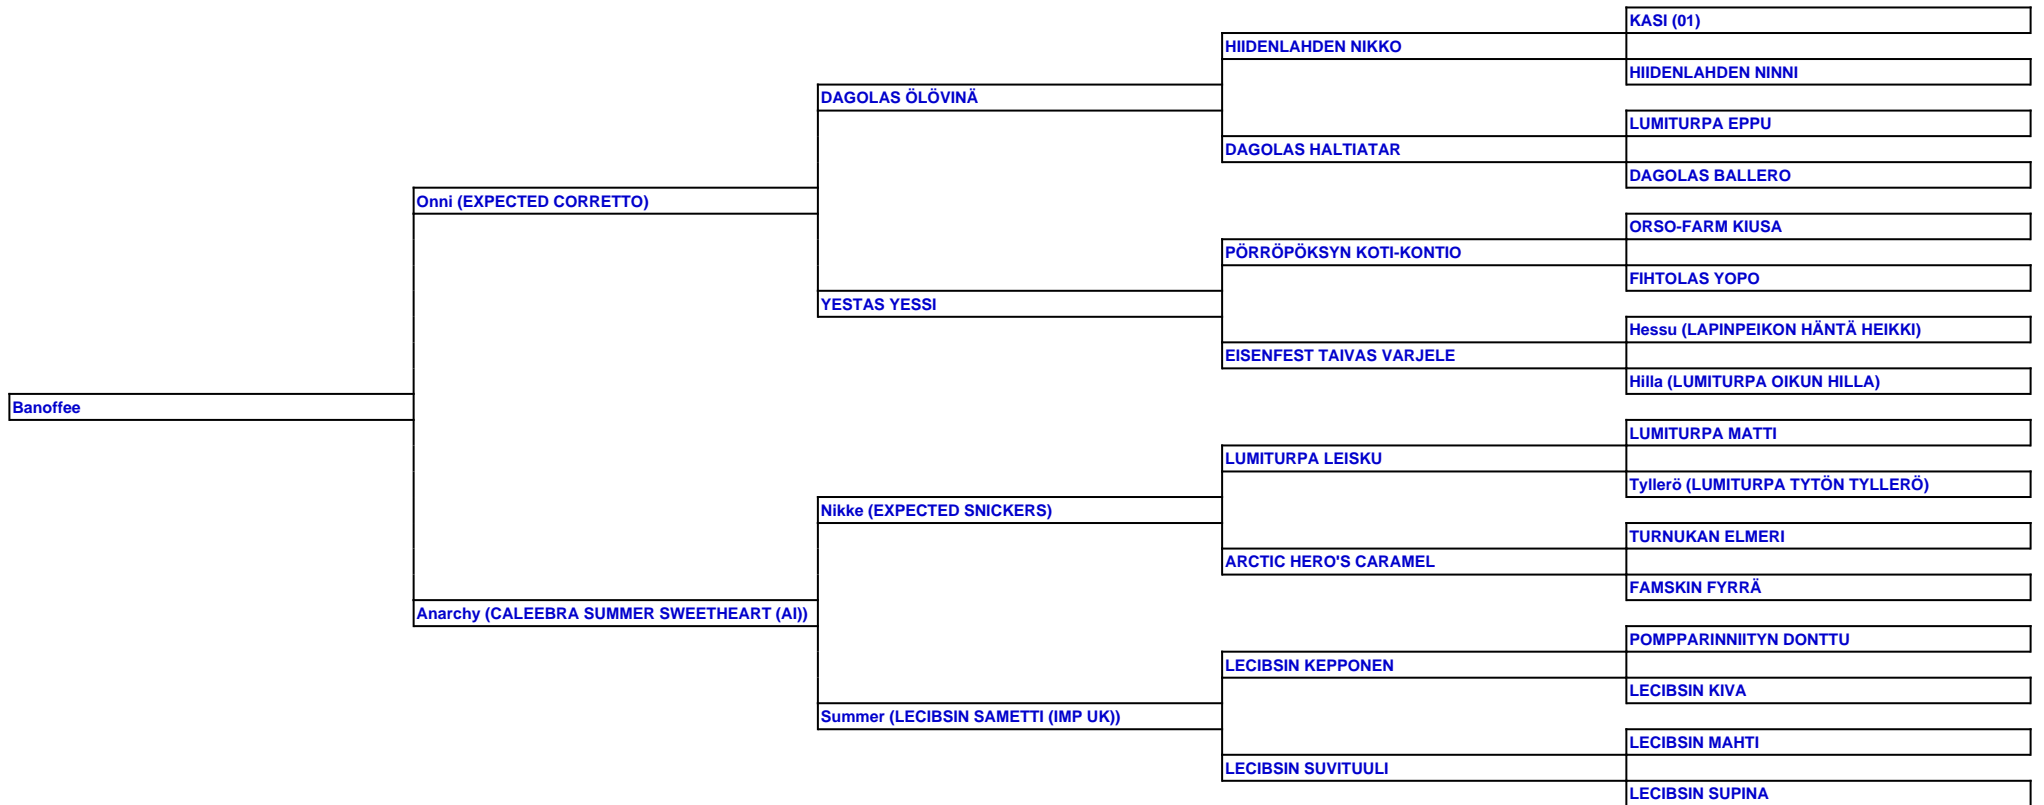 KASI (01)
HIIDENLAHDEN NIKKO
HIIDENLAHDEN NINNI
DAGOLAS ÖLÖVINÄ
LUMITURPA EPPU
DAGOLAS HALTIATAR
DAGOLAS BALLERO
Onni (EXPECTED CORRETTO)
ORSO-FARM KIUSA
PÖRRÖPÖKSYN KOTI-KONTIO
FIHTOLAS YOPO
YESTAS YESSI
Hessu (LAPINPEIKON HÄNTÄ HEIKKI)
EISENFEST TAIVAS VARJELE
Hilla (LUMITURPA OIKUN HILLA)
Banoffee
LUMITURPA MATTI
LUMITURPA LEISKU
Tyllerö (LUMITURPA TYTÖN TYLLERÖ)
Nikke (EXPECTED SNICKERS)
TURNUKAN ELMERI
ARCTIC HERO'S CARAMEL
FAMSKIN FYRRÄ
Anarchy (CALEEBRA SUMMER SWEETHEART (AI))
POMPPARINNIITYN DONTTU
LECIBSIN KEPPONEN
LECIBSIN KIVA
Summer (LECIBSIN SAMETTI (IMP UK))
LECIBSIN MAHTI
LECIBSIN SUVITUULI
LECIBSIN SUPINA